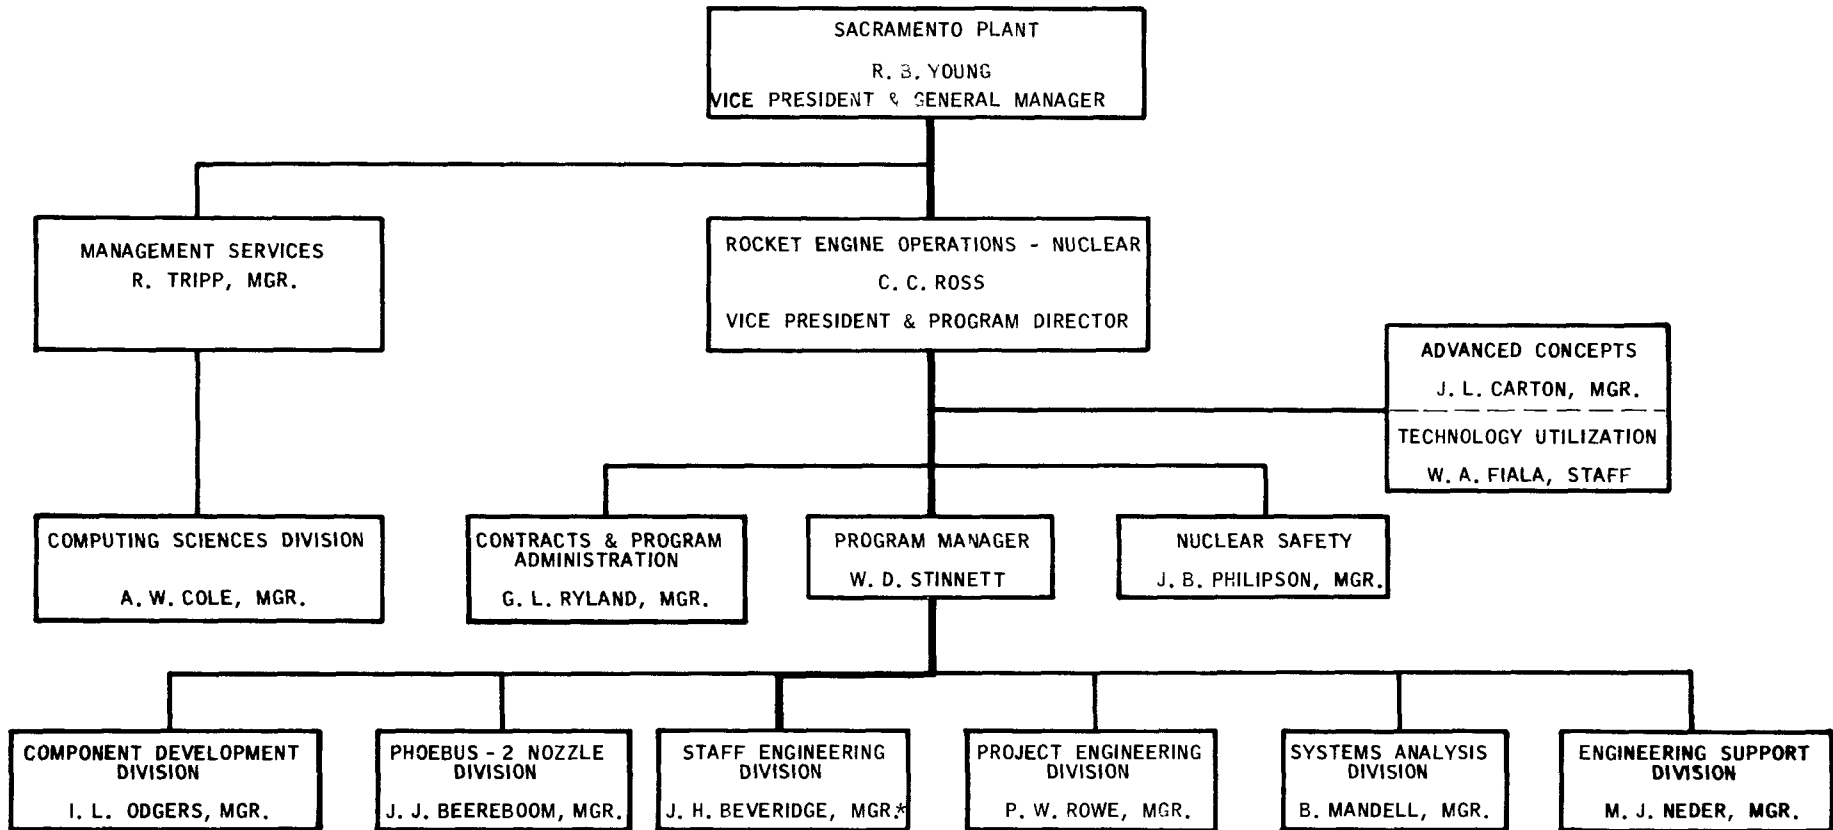 SACRAMENTO PLANT
R. B. YOUNG
VICE PRESIDENT & GENERAL MANAGER
MANAGEMENT SERVICES
R. TRIPP, MGR.
ROCKET ENGINE OPERATIONS - NUCLEAR
C. C. ROSS
VICE PRESIDENT & PROGRAM DIRECTOR
ADVANCED CONCEPTS
J. L. CARTON, MGR.
TECHNOLOGY UTILIZATION
W. A. FIALA, STAFF
COMPUTING SCIENCES DIVISION
A. W. COLE, MGR.
CONTRACTS & PROGRAM
ADMINISTRATION
G. L. RYLAND, MGR.
PROGRAM MANAGER
W. D. STINNETT
NUCLEAR SAFETY
J. B. PHILIPSON, MGR.
COMPONENT DEVELOPMENT
DIVISION
I. L. ODGERS, MGR.
PHOEBUS - 2 NOZZLE
DIVISION
J. J. BEEREBOOM, MGR.
STAFF ENGINEERING
DIVISION
J. H. BEVERIDGE, MGR.*
PROJECT ENGINEERING
DIVISION
P. W. ROWE, MGR.
SYSTEMS ANALYSIS
DIVISION
B. MANDELL, MGR.
ENGINEERING SUPPORT
DIVISION
M. J. NEDER, MGR.